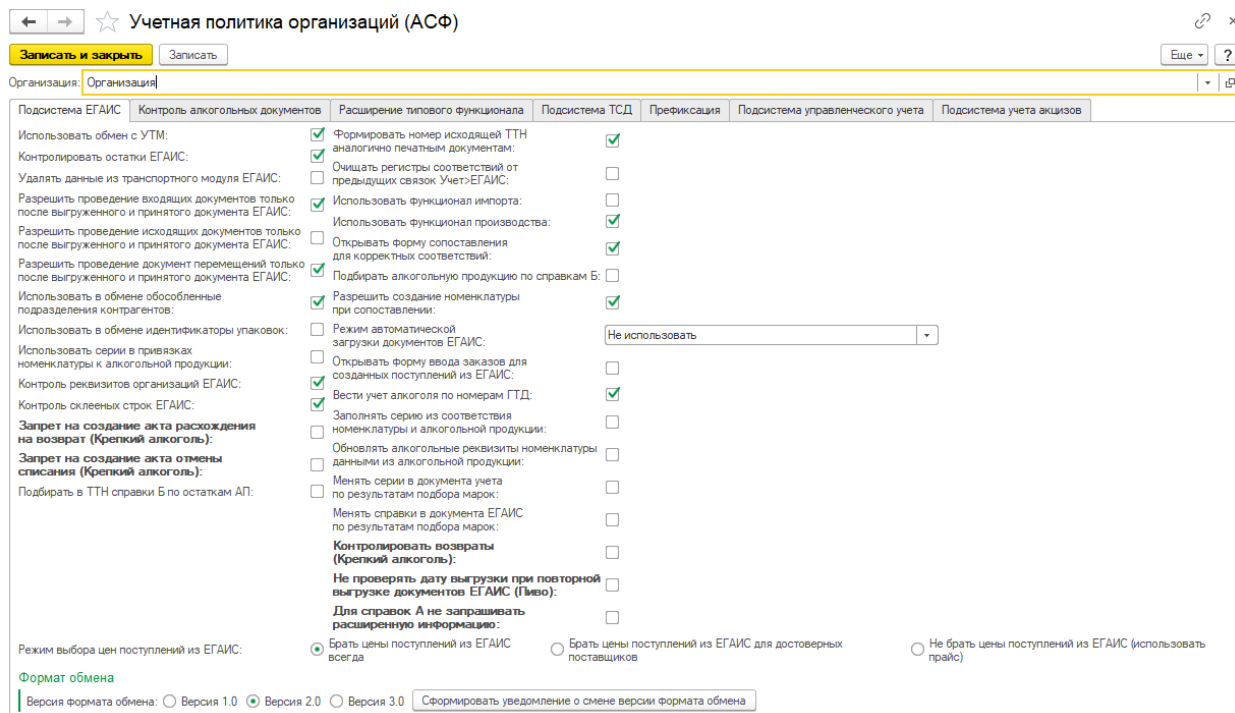 Учетная политика организаций (АСФ)
Записать и закрыть
Записать
Еще
?
Организация:
Организация
Подсистема ЕГАИС
Контроль алкогольных документов
Расширение типового функционала
Подсистема ТСД
Префиксация
Подсистема управленческого учета
Подсистема учета акцизов
Использовать обмен с УТМ:
Контролировать остатки ЕГАИС:
Удалять данные из транспортного модуля ЕГАИС:
Разрешить проведение входящих документов только
после выгруженного и принятого документа ЕГАИС:
Разрешить проведение исходящих документов только
после выгруженного и принятого документа ЕГАИС:
Разрешить проведение документ перемещений только
после выгруженного и принятого документа ЕГАИС:
Использовать в обмене обособленные
подразделения контрагентов:
Использовать в обмене идентификаторы упаковок:
Использовать серии в привязках
номенклатуры к алкогольной продукции:
Контроль реквизитов организаций ЕГАИС:
Контроль склееных строк ЕГАИС:
Запрет на создание акта расхождения
на возврат (Крепкий алкоголь):
Запрет на создание акта отмены
списания (Крепкий алкоголь):
Подбирать в ТТН справки Б по остаткам АП:
Формировать номер исходящей ТТН
аналогично печатным документам:
Очищать регистры соответствий от
предыдущих связок Учет>ЕГАИС:
Использовать функционал импорта:
Использовать функционал производства:
Открывать форму сопоставления
для корректных соответствий:
Подбирать алкогольную продукцию по справкам Б:
Разрешить создание номенклатуры
при сопоставлении:
Режим автоматической
загрузки документов ЕГАИС:
Не использовать
Открывать форму ввода заказов для
созданных поступлений из ЕГАИС:
Вести учет алкоголя по номерам ГТД:
Заполнять серию из соответствия
номенклатуры и алкогольной продукции:
Обновлять алкогольные реквизиты номенклатуры
данными из алкогольной продукции:
Менять серии в документа учета
по результатам подбора марок:
Менять справки в документа ЕГАИС
по результатам подбора марок:
Контролировать возвраты
(Крепкий алкоголь):
Не проверять дату выгрузки при повторной
выгрузке документов ЕГАИС (Пиво):
Для справок А не запрашивать
расширенную информацию:
Режим выбора цен поступлений из ЕГАИС:
Брать цены поступлений из ЕГАИС
всегда
Брать цены поступлений из ЕГАИС для достоверных
поставщиков
Не брать цены поступлений из ЕГАИС (использовать
прайс)
Формат обмена
Версия формата обмена:
Версия 1.0
Версия 2.0
Версия 3.0
Сформировать уведомление о смене версии формата обмена